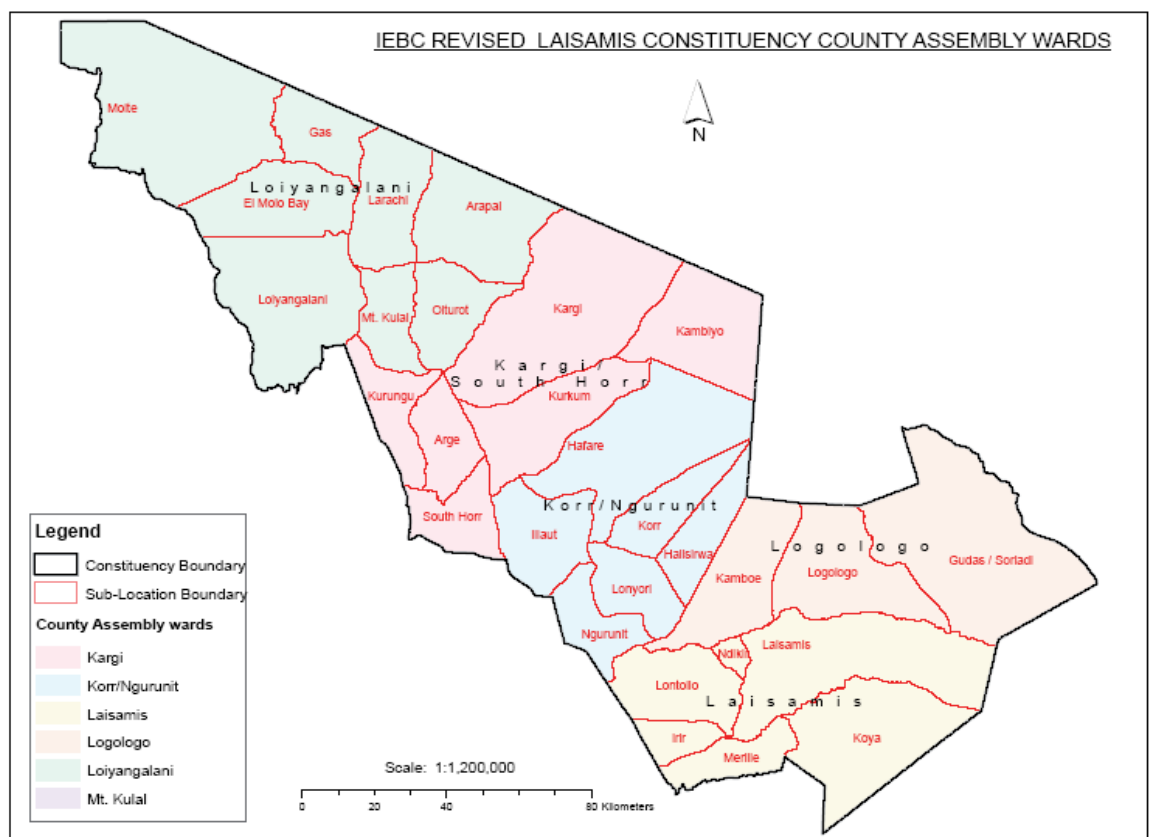 IEBC REVISED LAISAMIS CONSTITUENCY COUNTY ASSEMBLY WARDS
N
Moite
Gas
Loiyangalani
El Molo Bay
Larachi
Arapal
Loiyangalani
Mt. Kulal
Olturot
Kargi
Kambiyo
Kargi/
South Horr
Kurungu
Kurkum
Arge
Hafare
South Horr
Korr/Ngurunit
Illaut
Korr
Halisirwa
Lonyori
Ngurunit
Logologo
Kamboe
Logologo
Gudas / Soriadi
Ndikir
Laisamis
Lontolio
Laisamis
Irir
Merille
Koya
Legend
Constituency Boundary
Sub-Location Boundary
County Assembly wards
Kargi
Korr/Ngurunit
Laisamis
Logologo
Loiyangalani
Mt. Kulal
Scale: 1:1,200,000
0 20 40 80 Kilometers